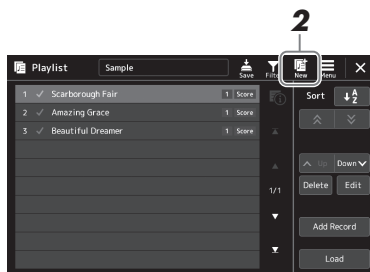 2
Playlist Sample Save Filter New Menu
1 Scarborough Fair 1 Score Sort
2 Amazing Grace 1 Score
3 Beautiful Dreamer 1 Score
Up Down
1/1 Delete Edit
Add Record
Load